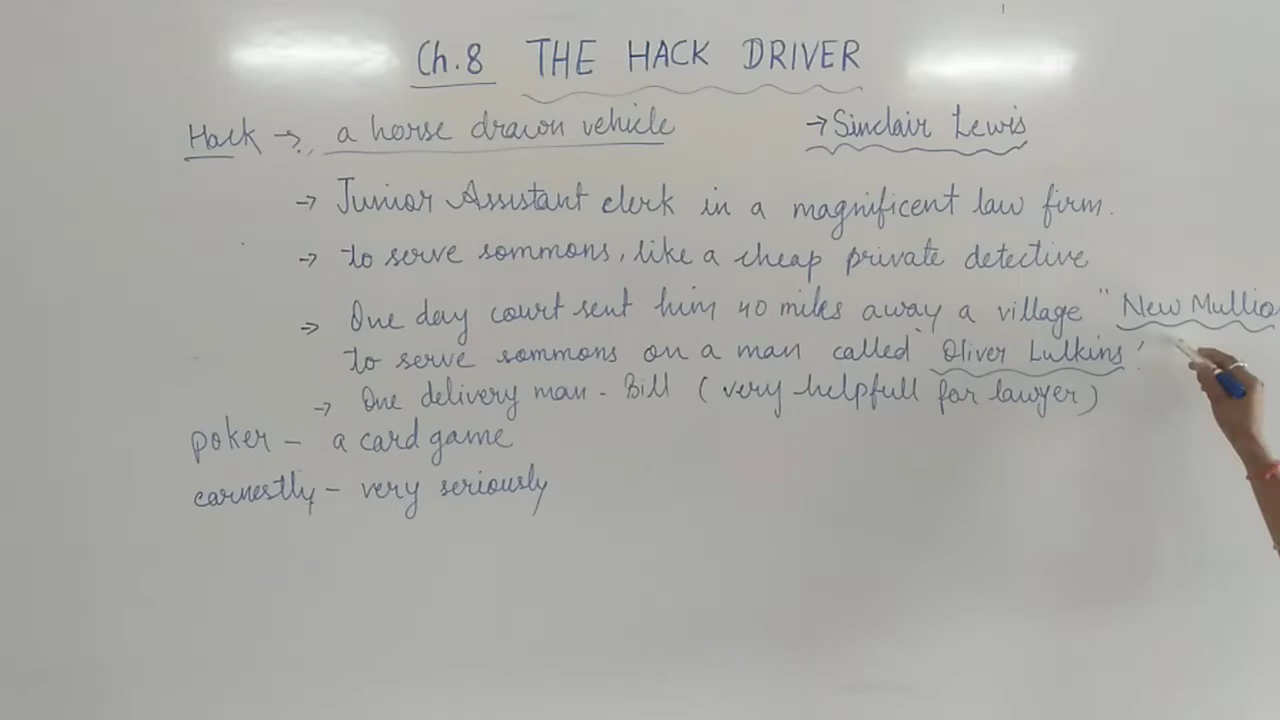 Ch.8 THE HACK DRIVER
Hack → a horse drawn vehicle
→ Sinclair Lewis
→ Junior Assistant clerk in a magnificent law firm.
→ to serve sommons, like a cheap private detective
→ One day court sent him 40 miles away a village "New Mullio
to serve sommons on a man called 'Oliver Lulkins'
→ One delivery man - Bill (very helpfull for lawyer)
poker - a card game
earnestly - very seriously